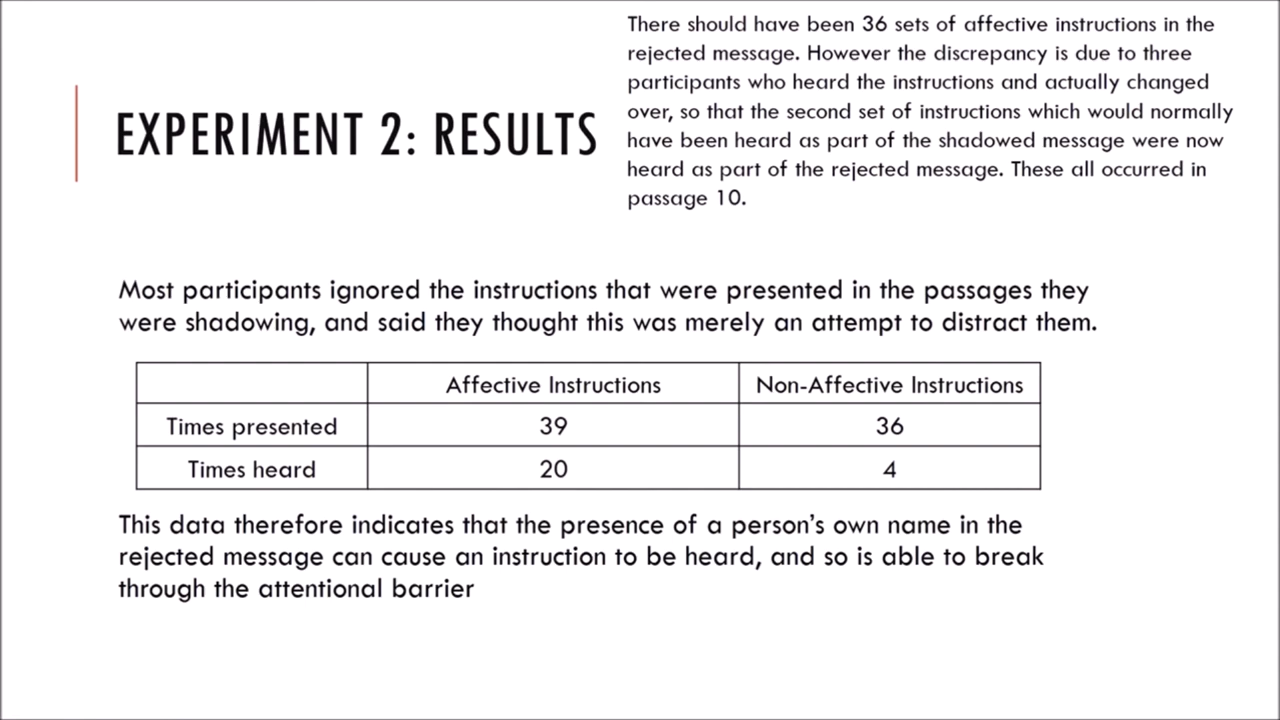 There should have been 36 sets of affective instructions in the
rejected message. However the discrepancy is due to three
participants who heard the instructions and actually changed
over, so that the second set of instructions which would normally
have been heard as part of the shadowed message were now
heard as part of the rejected message. These all occurred in
passage 10.
EXPERIMENT 2: RESULTS
Most participants ignored the instructions that were presented in the passages they
were shadowing, and said they thought this was merely an attempt to distract them.
Affective Instructions Non-Affective Instructions
Times presented 39 36
Times heard 20 4
This data therefore indicates that the presence of a person's own name in the
rejected message can cause an instruction to be heard, and so is able to break
through the attentional barrier